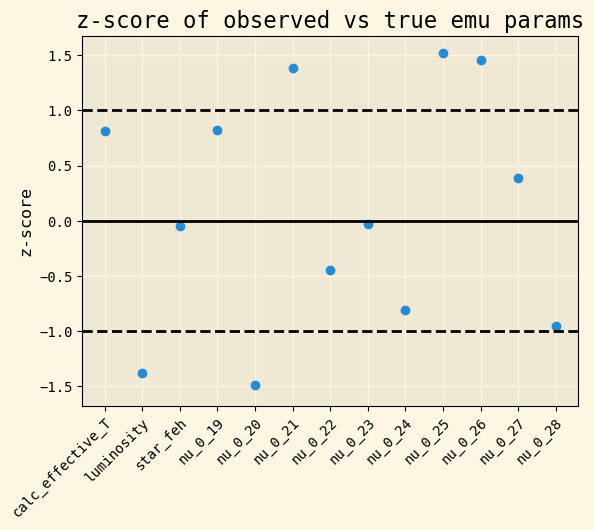 z-score of observed vs true emu params
z-score
1.5
1.0
0.5
0.0
−0.5
−1.0
−1.5
calc_effective_T
luminosity
star_feh
nu_0_19
nu_0_20
nu_0_21
nu_0_22
nu_0_23
nu_0_24
nu_0_25
nu_0_26
nu_0_27
nu_0_28